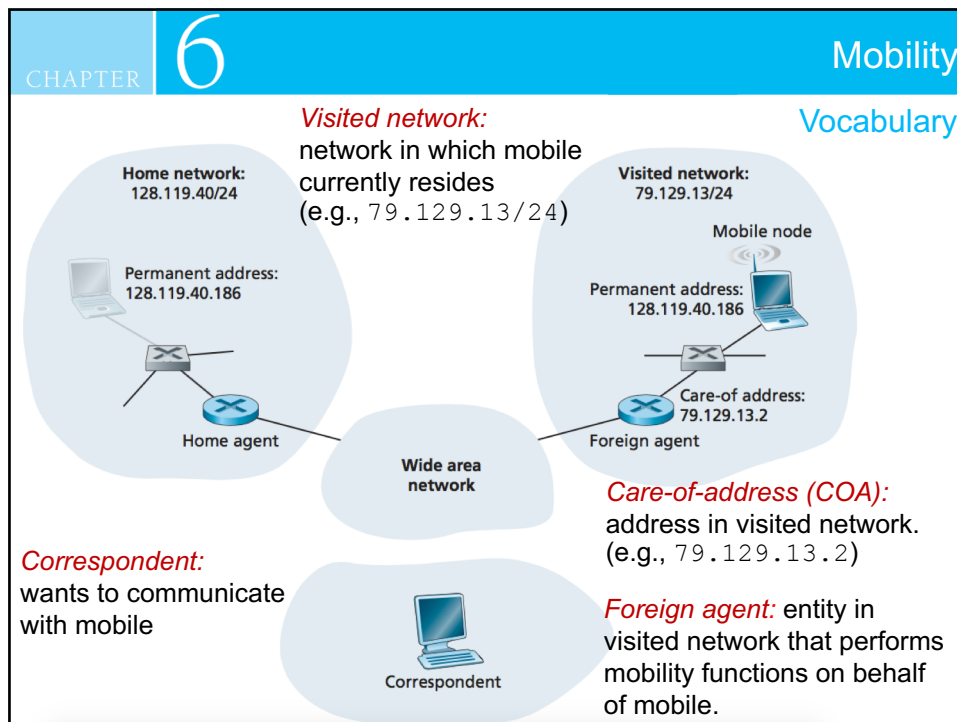 CHAPTER 6
Mobility
Vocabulary
Visited network:
network in which mobile
currently resides
(e.g., 79.129.13/24)
Home network:
128.119.40/24
Permanent address:
128.119.40.186
Home agent
Visited network:
79.129.13/24
Mobile node
Permanent address:
128.119.40.186
Care-of address:
79.129.13.2
Foreign agent
Wide area
network
Care-of-address (COA):
address in visited network.
(e.g., 79.129.13.2)
Correspondent:
wants to communicate
with mobile
Correspondent
Foreign agent: entity in
visited network that performs
mobility functions on behalf
of mobile.